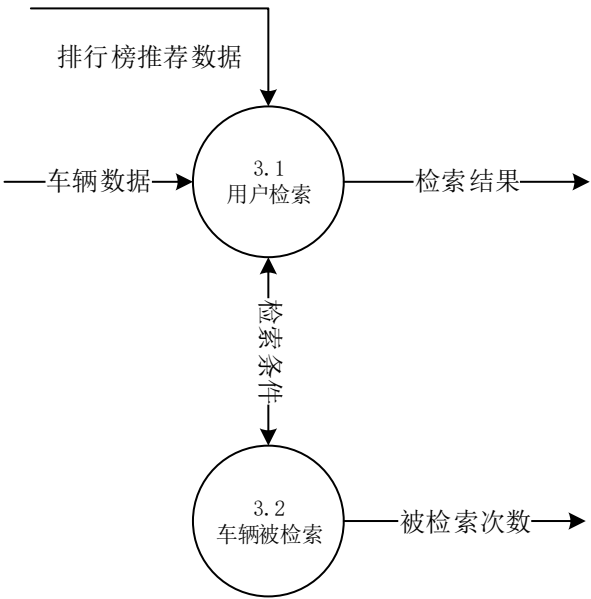 排行榜推荐数据
3.1
用户检索
车辆数据
检索结果
检索条件
3.2
车辆被检索
被检索次数